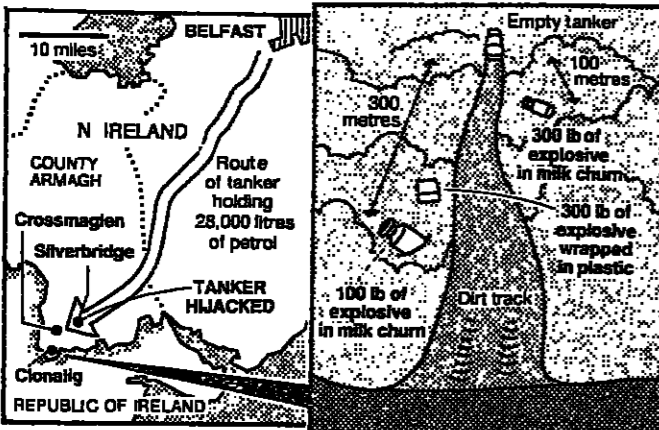 BELFAST
10 miles
N IRELAND
COUNTY
ARMAGH
Route
of tanker
holding
28,000 litres
of petrol
Crossmaglen
Silverbridge
TANKER
HIJACKED
Clonalig
REPUBLIC OF IRELAND
Empty tanker
100
metres
300
metres
300 lb of
explosive
in milk churn
300 lb of
explosive
wrapped
in plastic
100 lb of
explosive
in milk churn
Dirt track